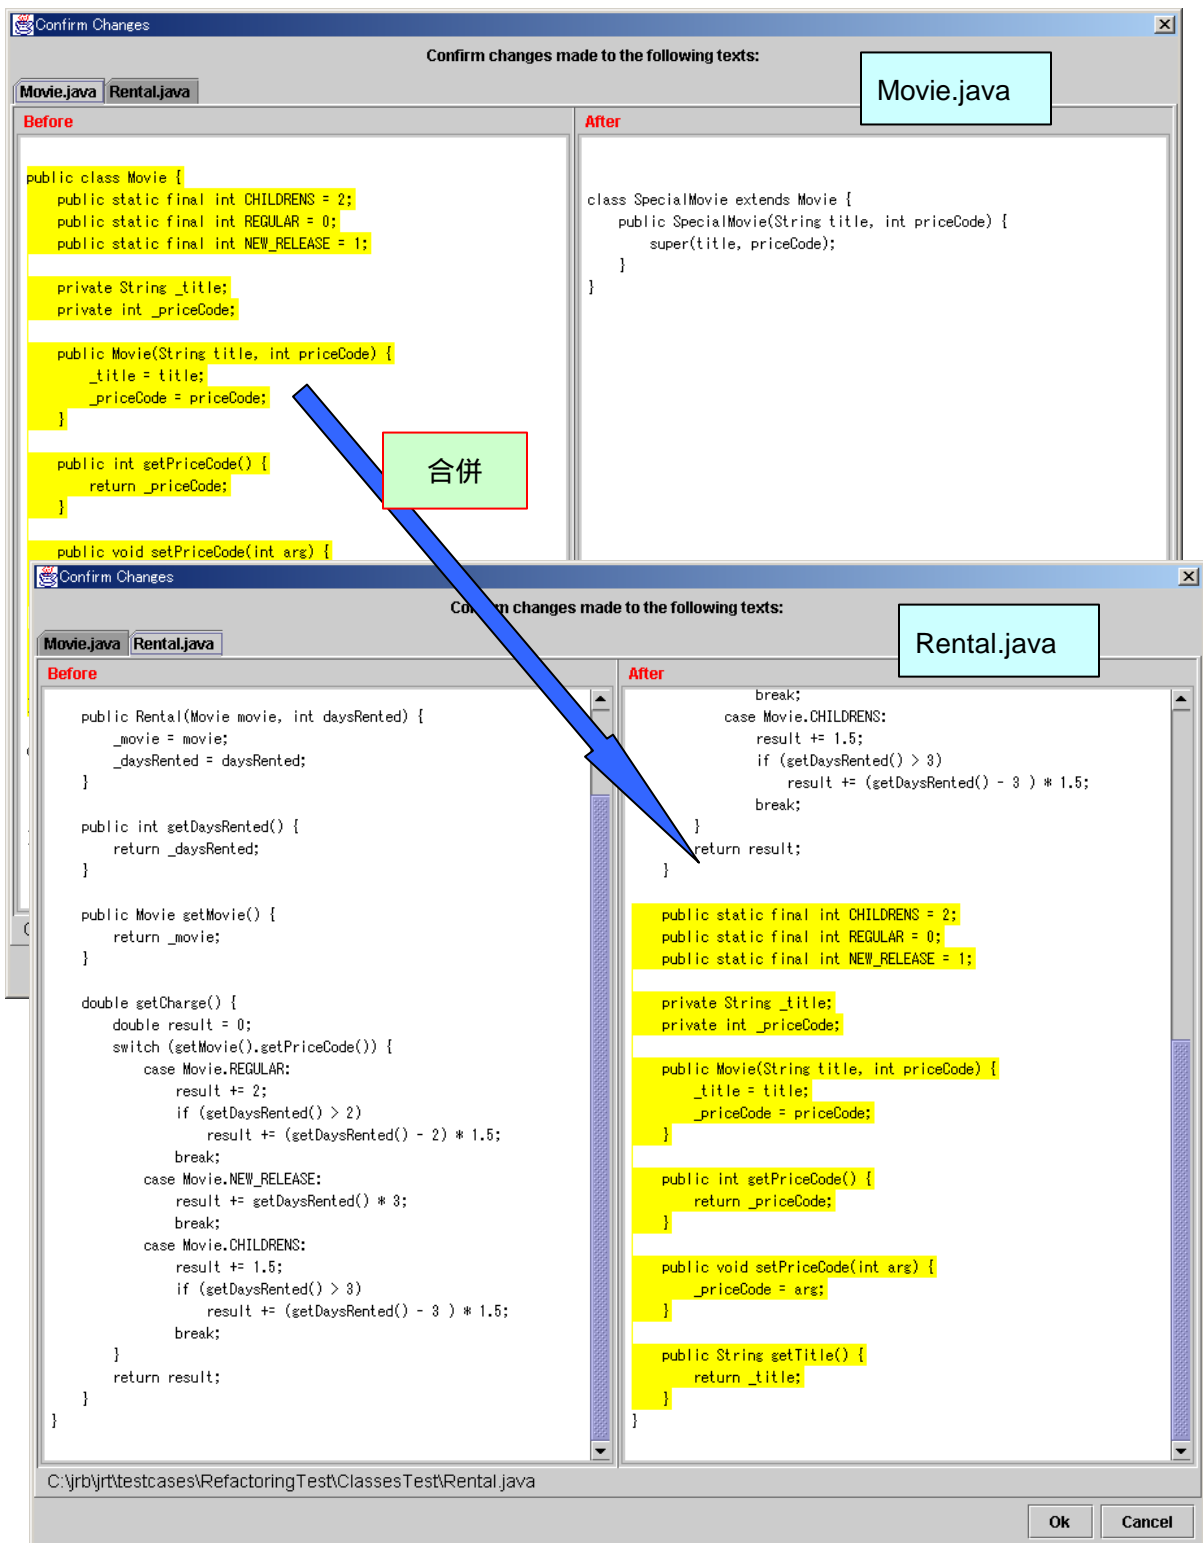 Confirm Changes
Confirm changes made to the following texts:
Movie.java
Movie.java Rental.java
Before
After
public class Movie {
    public static final int CHILDRENS = 2;
    public static final int REGULAR = 0;
    public static final int NEW_RELEASE = 1;
    private String _title;
    private int _priceCode;
    public Movie(String title, int priceCode) {
        _title = title;
        _priceCode = priceCode;
    }
    public int getPriceCode() {
        return _priceCode;
    }
    public void setPriceCode(int arg) {
class SpecialMovie extends Movie {
    public SpecialMovie(String title, int priceCode) {
        super(title, priceCode);
    }
}
合併
Confirm Changes
changes made to the following texts:
Rental.java
Movie.java Rental.java
Before
After
    public Rental(Movie movie, int daysRented) {
        _movie = movie;
        _daysRented = daysRented;
    }
    public int getDaysRented() {
        return _daysRented;
    }
    public Movie getMovie() {
        return _movie;
    }
    double getCharge() {
        double result = 0;
        switch (getMovie().getPriceCode()) {
            case Movie.REGULAR:
                result += 2;
                if (getDaysRented() > 2)
                    result += (getDaysRented() - 2) * 1.5;
                break;
            case Movie.NEW_RELEASE:
                result += getDaysRented() * 3;
                break;
            case Movie.CHILDRENS:
                result += 1.5;
                if (getDaysRented() > 3)
                    result += (getDaysRented() - 3 ) * 1.5;
                break;
        }
        return result;
    }
}
                break;
            case Movie.CHILDRENS:
                result += 1.5;
                if (getDaysRented() > 3)
                    result += (getDaysRented() - 3 ) * 1.5;
                break;
        }
        return result;
    }
    public static final int CHILDRENS = 2;
    public static final int REGULAR = 0;
    public static final int NEW_RELEASE = 1;
    private String _title;
    private int _priceCode;
    public Movie(String title, int priceCode) {
        _title = title;
        _priceCode = priceCode;
    }
    public int getPriceCode() {
        return _priceCode;
    }
    public void setPriceCode(int arg) {
        _priceCode = arg;
    }
    public String getTitle() {
        return _title;
    }
}
C:\jrb\jrt\testcases\RefactoringTest\ClassesTest\Rental.java
Ok Cancel